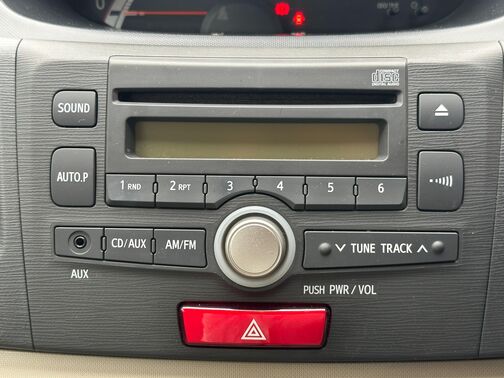 COMPACT
disc
DIGITAL AUDIO
SOUND
AUTO.P
1 RND
2 RPT
3
4
5
6
CD/AUX
AM/FM
TUNE TRACK
AUX
PUSH PWR/VOL